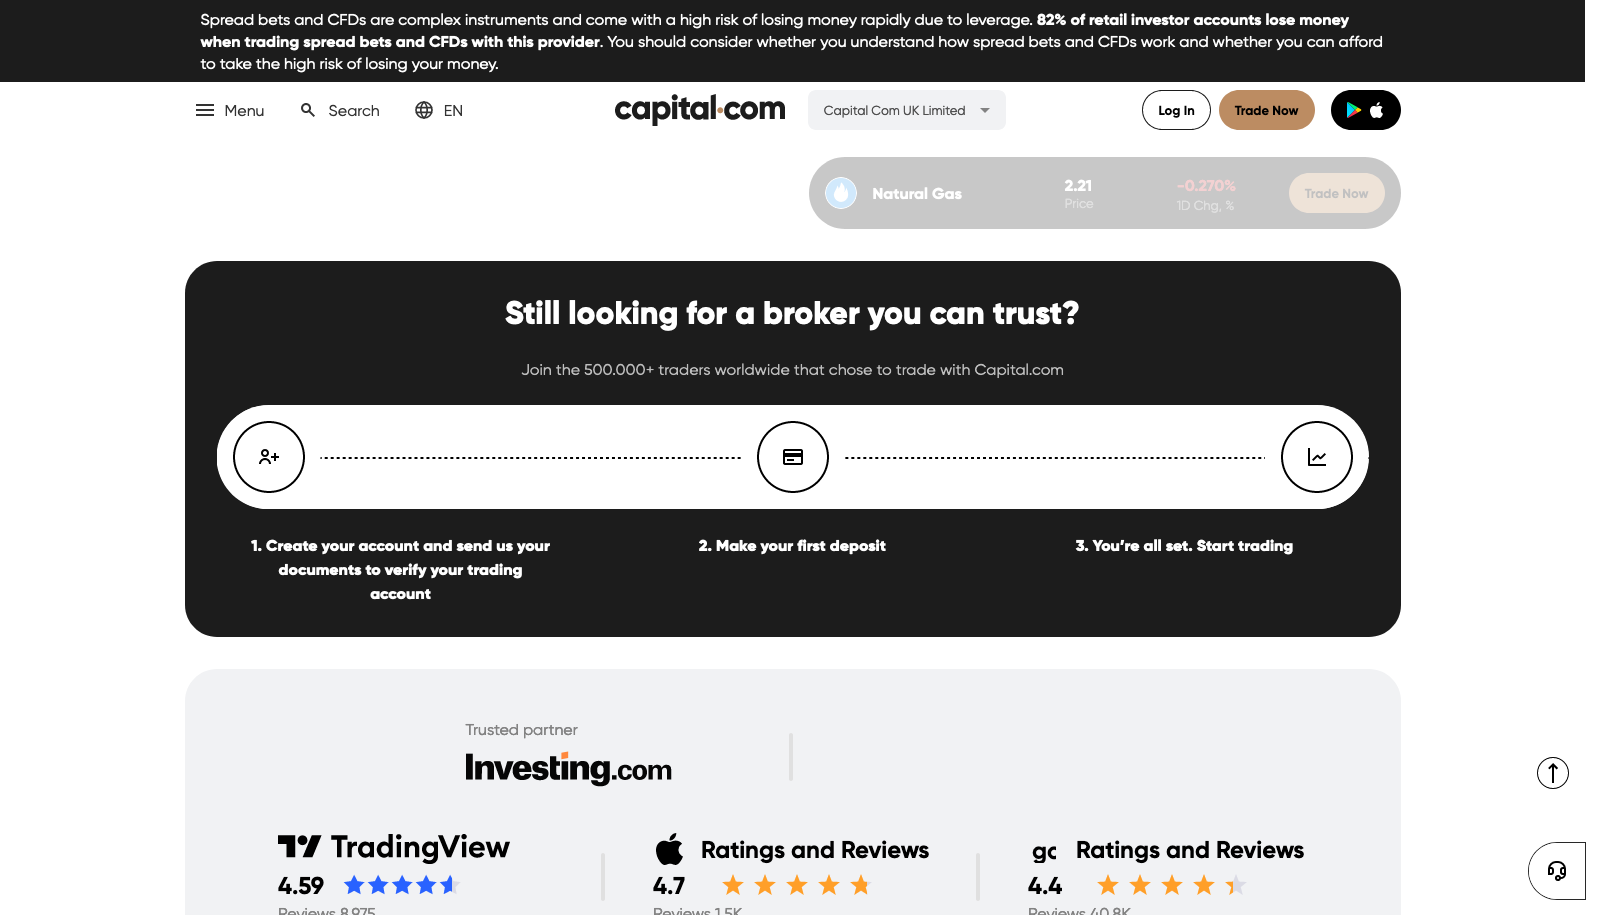 Spread bets and CFDs are complex instruments and come with a high risk of losing money rapidly due to leverage. 82% of retail investor accounts lose money
when trading spread bets and CFDs with this provider. You should consider whether you understand how spread bets and CFDs work and whether you can afford
to take the high risk of losing your money.
Menu
Search
EN
capital.com
Capital Com UK Limited
Log In
Trade Now
Natural Gas
2.21
Price
-0.270%
1D Chg, %
Trade Now
Still looking for a broker you can trust?
Join the 500.000+ traders worldwide that chose to trade with Capital.com
1. Create your account and send us your
documents to verify your trading
account
2. Make your first deposit
3. You're all set. Start trading
Trusted partner
Investing.com
TradingView
4.59
Reviews 8,975
Ratings and Reviews
4.7
Reviews 1.5K
go
Ratings and Reviews
4.4
Reviews 40.8K